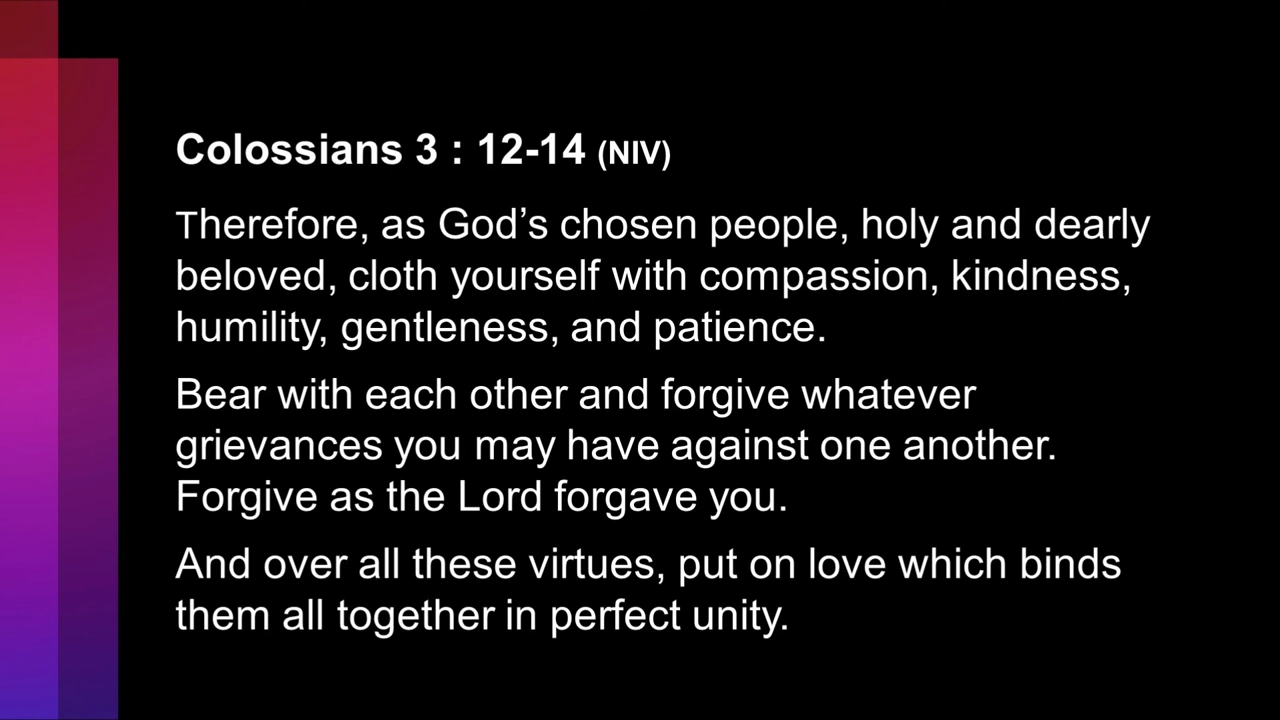 Colossians 3 : 12-14 (NIV)
Therefore, as God’s chosen people, holy and dearly
beloved, cloth yourself with compassion, kindness,
humility, gentleness, and patience.
Bear with each other and forgive whatever
grievances you may have against one another.
Forgive as the Lord forgave you.
And over all these virtues, put on love which binds
them all together in perfect unity.